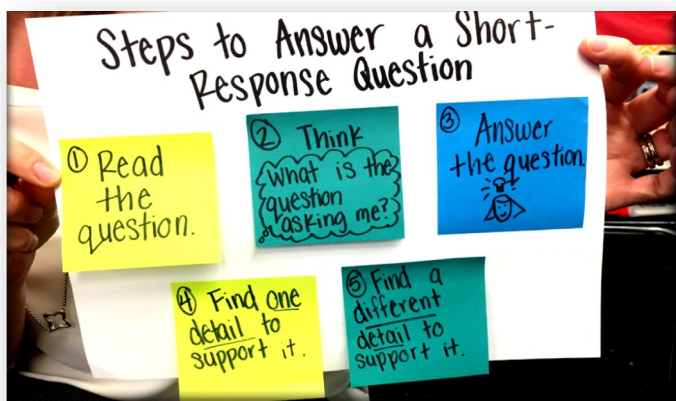 Steps to Answer a Short-
Response Question
① Read
the
question.
② Think
What is the
question
asking me?
③ Answer
the question.
④ Find one
detail to
support it.
⑤ Find a
different
detail to
support it.